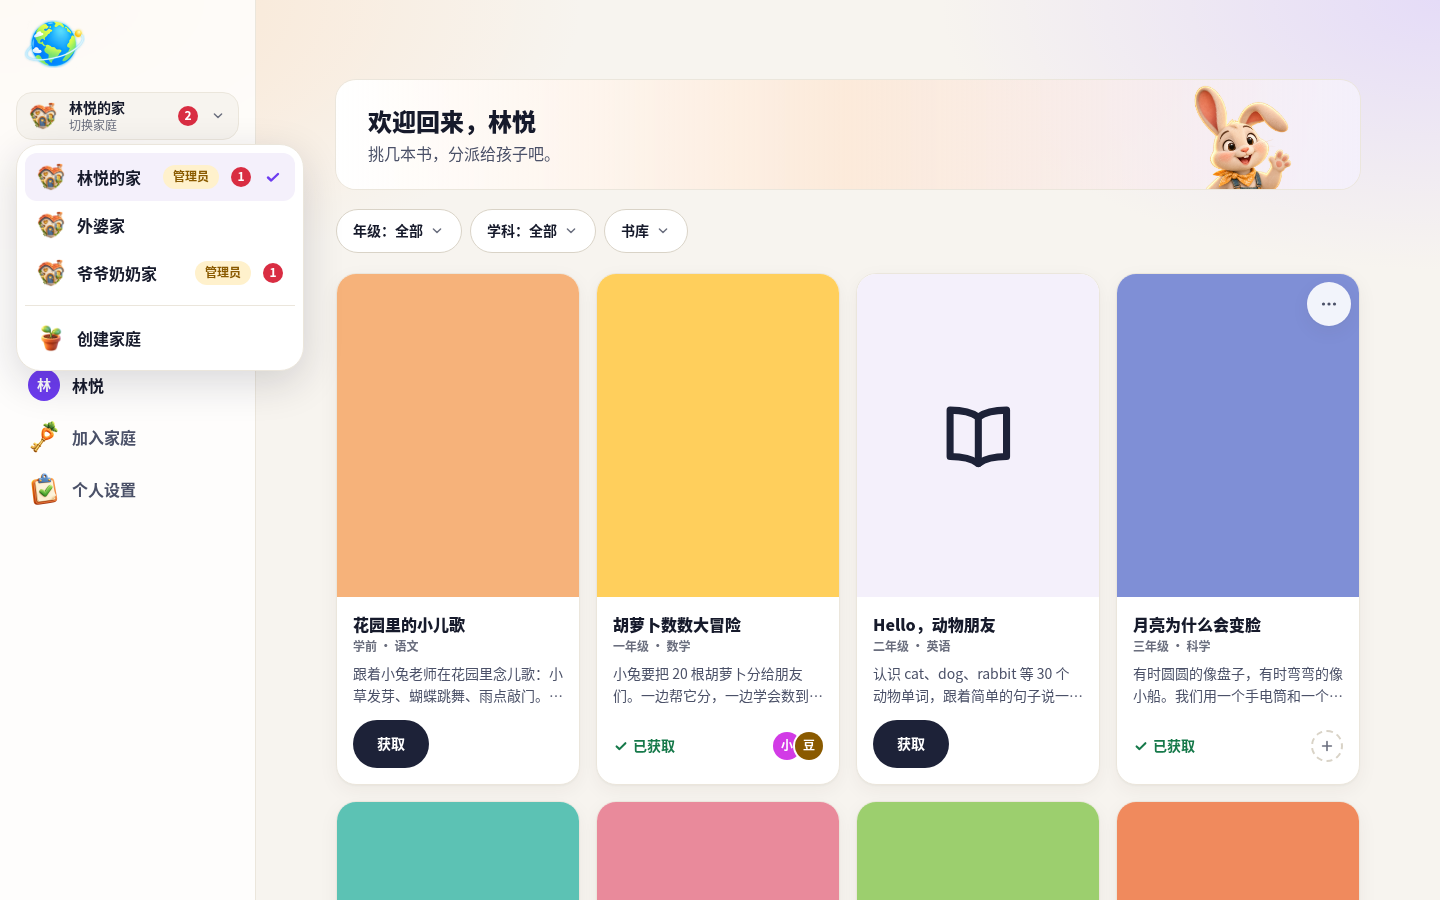 林悦的家
切换家庭
2
林悦的家
管理员
1
外婆家
爷爷奶奶家
管理员
1
创建家庭
林
林悦
加入家庭
个人设置
欢迎回来，林悦
挑几本书，分派给孩子吧。
年级：全部
学科：全部
书库
花园里的小儿歌
学前 · 语文
跟着小兔老师在花园里念儿歌：小
草发芽、蝴蝶跳舞、雨点敲门。…
获取
胡萝卜数数大冒险
一年级 · 数学
小兔要把 20 根胡萝卜分给朋友
们。一边帮它分，一边学会数到…
已获取
小
豆
Hello，动物朋友
二年级 · 英语
认识 cat、dog、rabbit 等 30 个
动物单词，跟着简单的句子说一…
获取
月亮为什么会变脸
三年级 · 科学
有时圆圆的像盘子，有时弯弯的像
小船。我们用一个手电筒和一个…
已获取